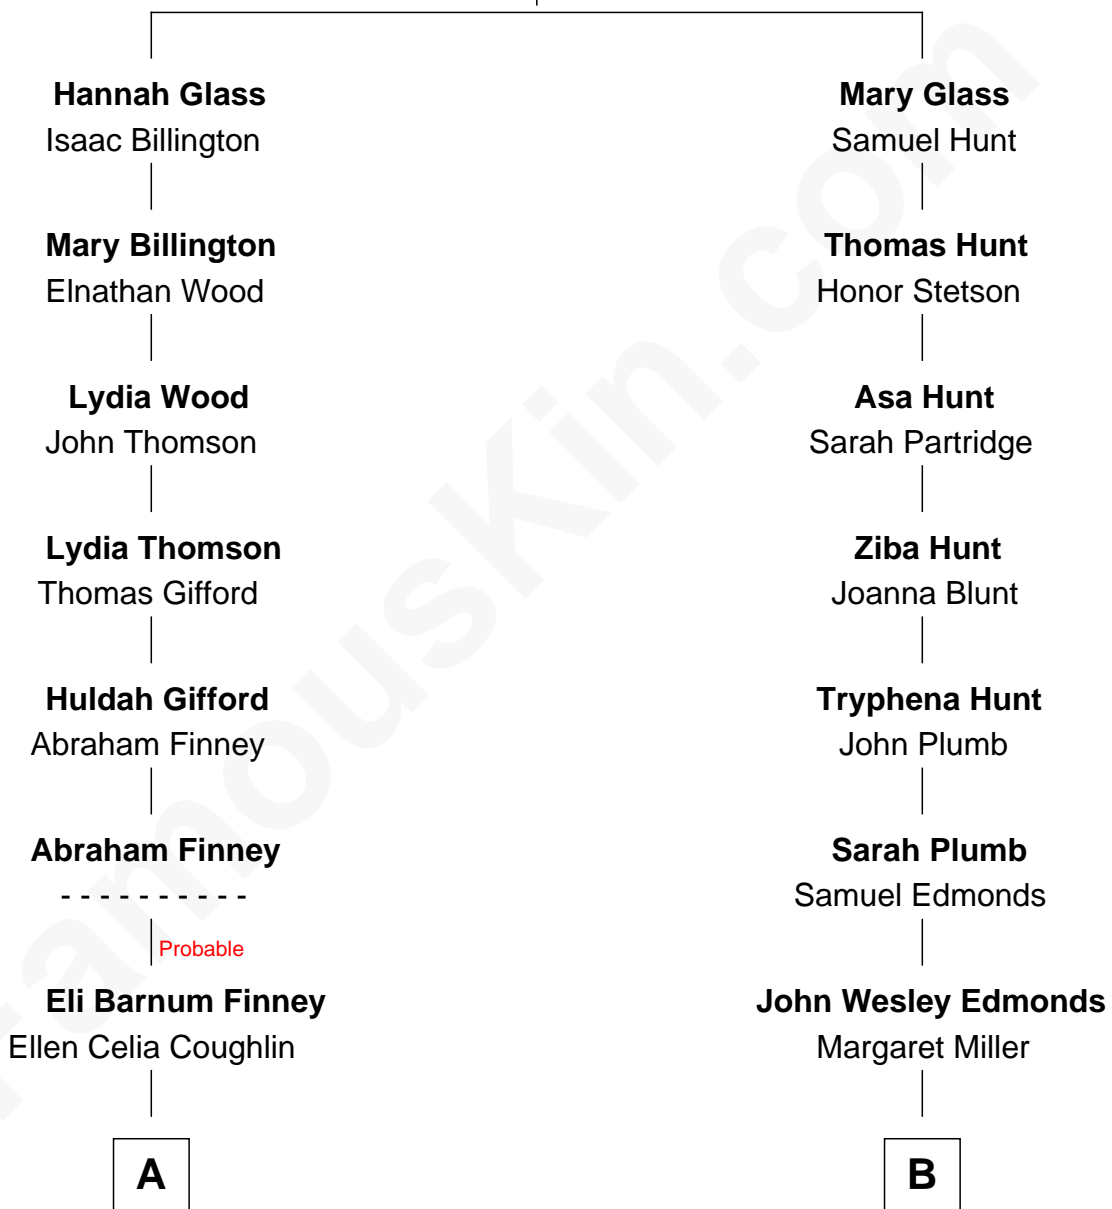 Hannah Glass
Isaac Billington
Mary Billington
Elnathan Wood
Lydia Wood
John Thomson
Lydia Thomson
Thomas Gifford
Huldah Gifford
Abraham Finney
Abraham Finney
- - - - - - - - - -
Probable
Eli Barnum Finney
Ellen Celia Coughlin
A
Mary Glass
Samuel Hunt
Thomas Hunt
Honor Stetson
Asa Hunt
Sarah Partridge
Ziba Hunt
Joanna Blunt
Tryphena Hunt
John Plumb
Sarah Plumb
Samuel Edmonds
John Wesley Edmonds
Margaret Miller
B
FamousKin.com